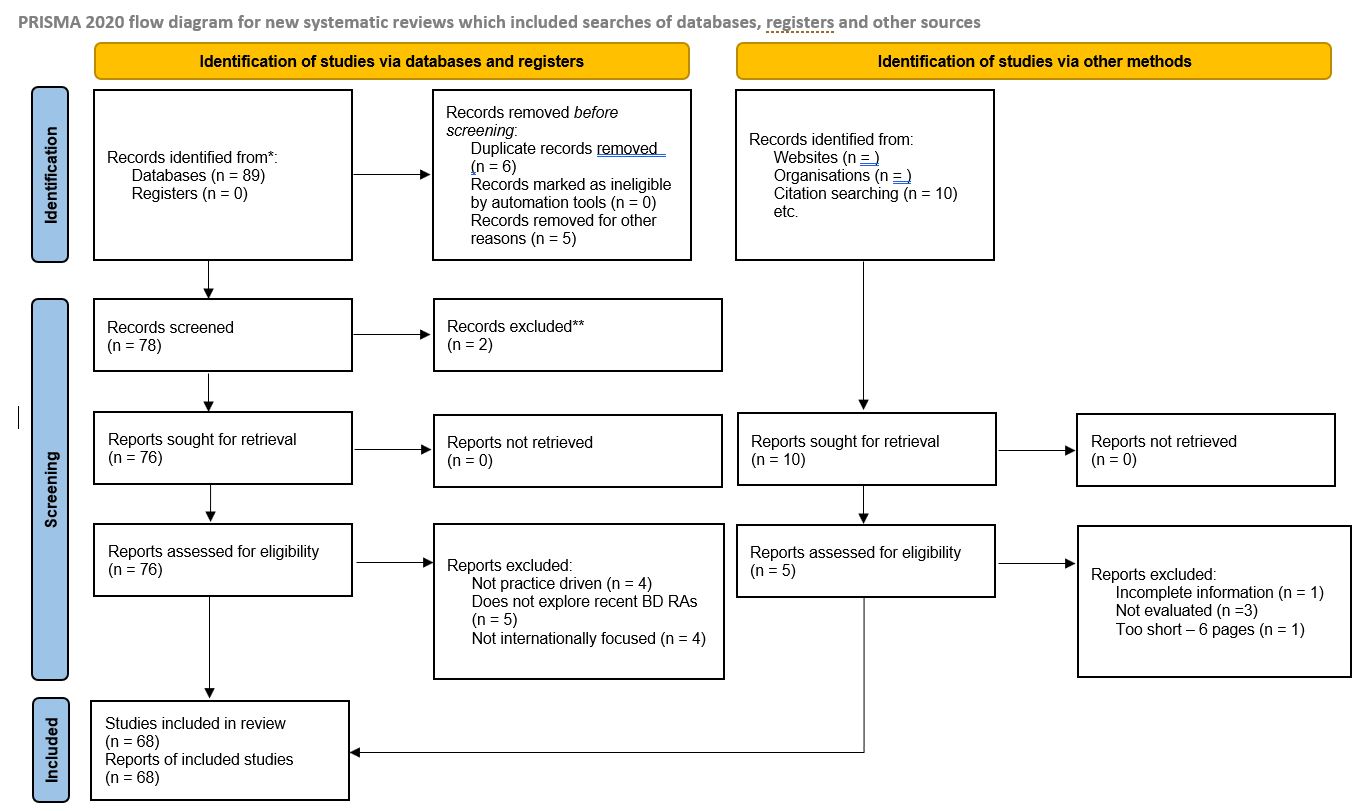 PRISMA 2020 flow diagram for new systematic reviews which included searches of databases, registers and other sources
Identification of studies via databases and registers
Identification of studies via other methods
Identification
Records identified from*:
Databases (n = 89)
Registers (n = 0)
Records removed before
screening:
Duplicate records removed
(n = 6)
Records marked as ineligible
by automation tools (n = 0)
Records removed for other
reasons (n = 5)
Records identified from:
Websites (n = )
Organisations (n = )
Citation searching (n = 10)
etc.
Screening
Records screened
(n = 78)
Records excluded**
(n = 2)
Reports sought for retrieval
(n = 76)
Reports not retrieved
(n = 0)
Reports sought for retrieval
(n = 10)
Reports not retrieved
(n = 0)
Reports assessed for eligibility
(n = 76)
Reports excluded:
Not practice driven (n = 4)
Does not explore recent BD RAs
(n = 5)
Not internationally focused (n = 4)
Reports assessed for eligibility
(n = 5)
Reports excluded:
Incomplete information (n = 1)
Not evaluated (n =3)
Too short – 6 pages (n = 1)
Included
Studies included in review
(n = 68)
Reports of included studies
(n = 68)